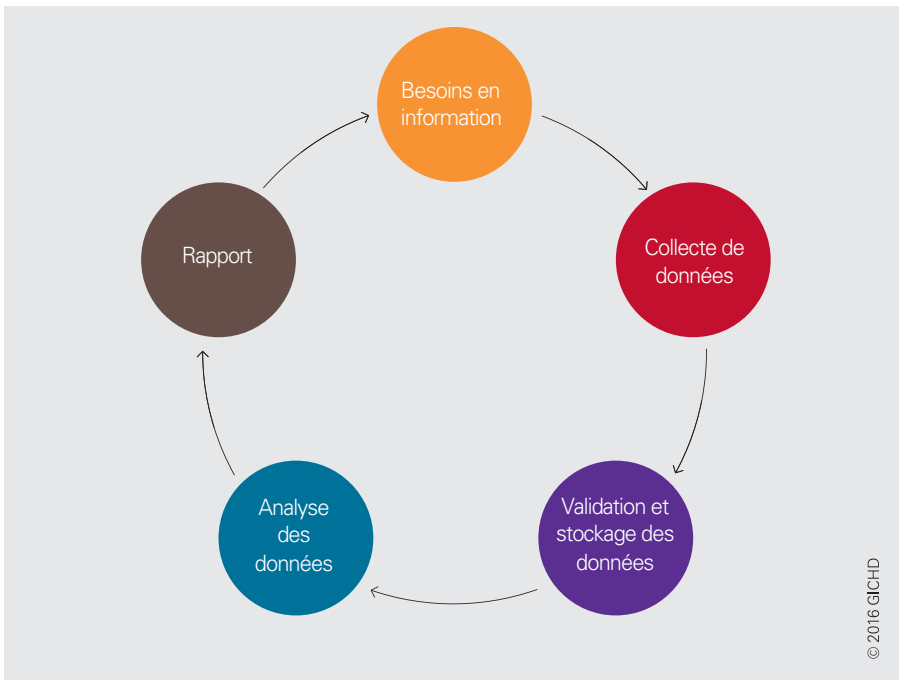 Besoins en
information
Collecte de
données
Validation et
stockage des
données
Analyse
des
données
Rapport
© 2016 GICHD